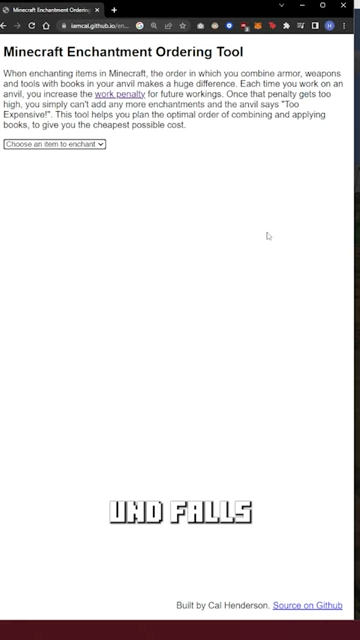 Minecraft Enchantment Ordering
iamcal.github.io/en...
Minecraft Enchantment Ordering Tool
When enchanting items in Minecraft, the order in which you combine armor, weapons
and tools with books in your anvil makes a huge difference. Each time you work on an
anvil, you increase the work penalty for future workings. Once that penalty gets too
high, you simply can't add any more enchantments and the anvil says "Too
Expensive!". This tool helps you plan the optimal order of combining and applying
books, to give you the cheapest possible cost.
Choose an item to enchant
UND FALLS
Built by Cal Henderson. Source on Github